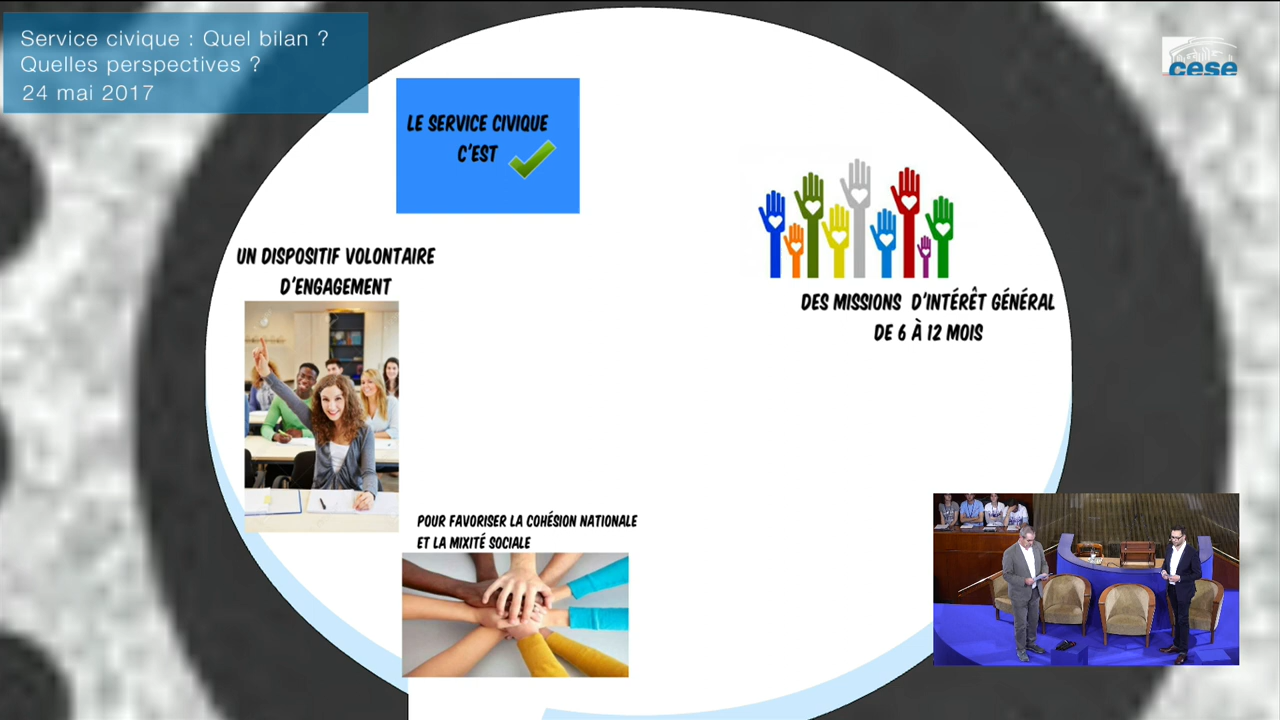 Service civique : Quel bilan ?
Quelles perspectives ?
24 mai 2017
cese
LE SERVICE CIVIQUE
C'EST
UN DISPOSITIF VOLONTAIRE
D'ENGAGEMENT
DES MISSIONS D'INTÉRÊT GÉNÉRAL
DE 6 À 12 MOIS
POUR FAVORISER LA COHÉSION NATIONALE
ET LA MIXITÉ SOCIALE